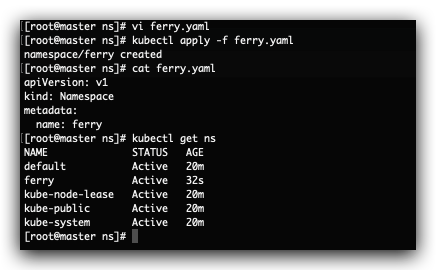 [[root@master ns]# vi ferry.yaml
[[root@master ns]# kubectl apply -f ferry.yaml
namespace/ferry created
[[root@master ns]# cat ferry.yaml
apiVersion: v1
kind: Namespace
metadata:
  name: ferry
[[root@master ns]# kubectl get ns
NAME              STATUS   AGE
default           Active   20m
ferry             Active   32s
kube-node-lease   Active   20m
kube-public       Active   20m
kube-system       Active   20m
[root@master ns]#